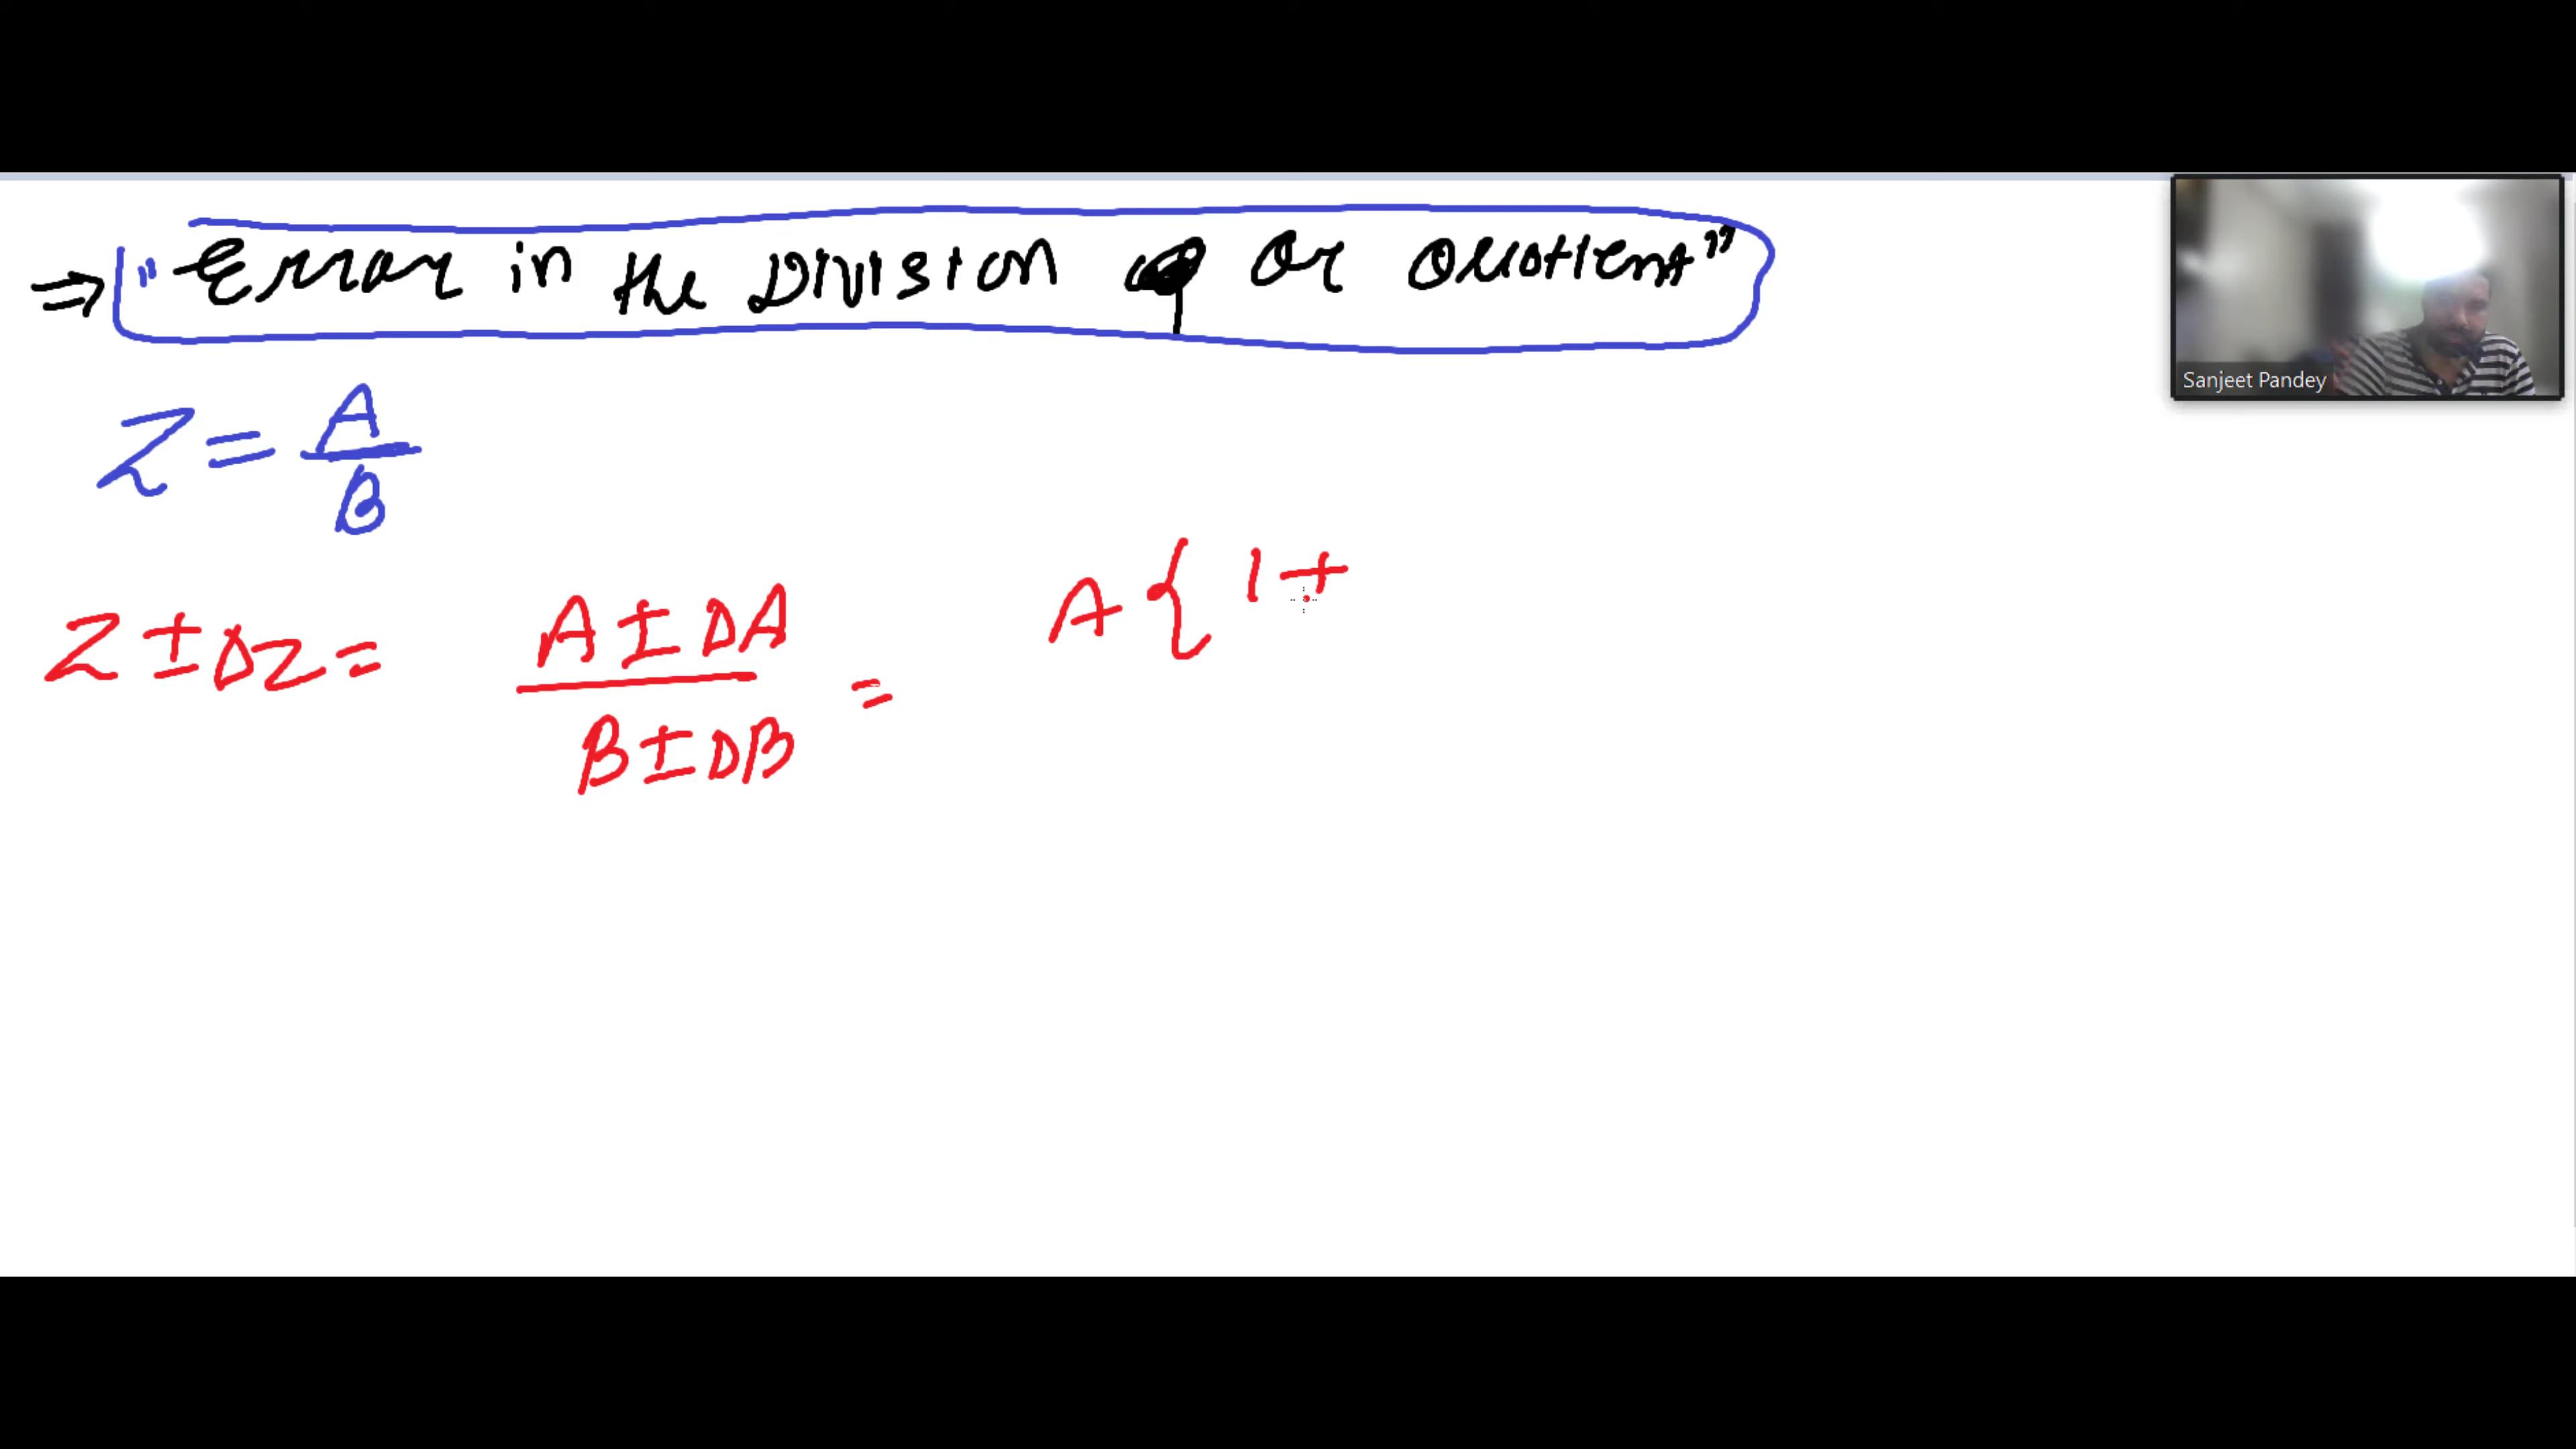 ⇒ "Error in the Division or Quotient"
Sanjeet Pandey
Z = A/B
Z ± ΔZ = (A ± ΔA)/(B ± ΔB) = A { 1 +